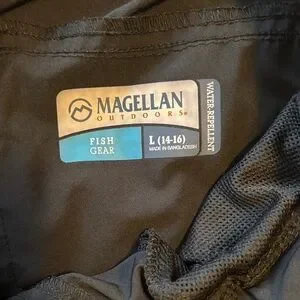 MAGELLAN
OUTDOORS®
FISH
GEAR
L (14-16)
MADE IN BANGLADESH
WATER-REPELLENT